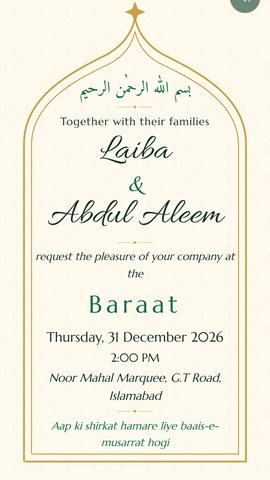 بسم الله الرحمٰن الرحيم
Together with their families
Laiba
&
Abdul Aleem
request the pleasure of your company at
the
Baraat
Thursday, 31 December 2026
2:00 PM
Noor Mahal Marquee, G.T Road,
Islamabad
Aap ki shirkat hamare liye baais-e-
musarrat hogi